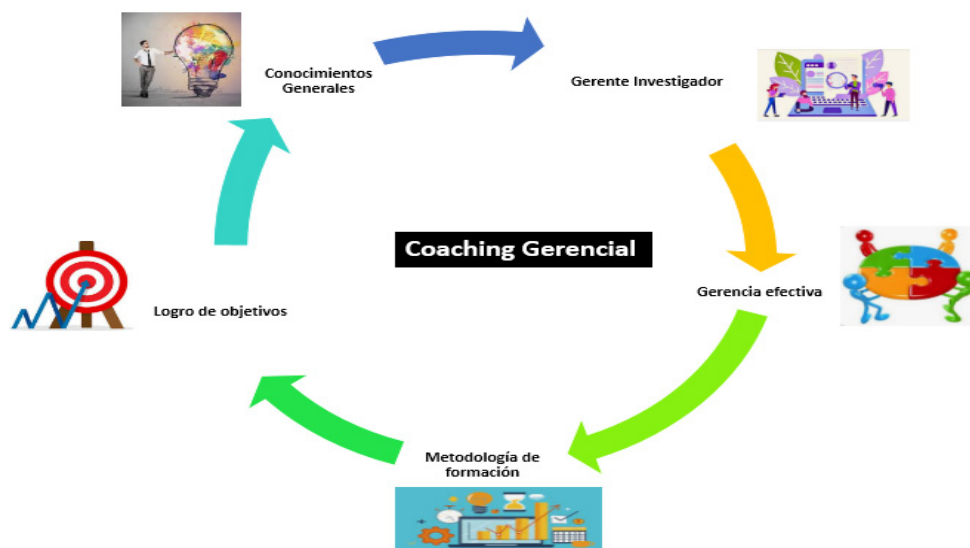 Conocimientos
Generales
Gerente Investigador
Coaching Gerencial
Gerencia efectiva
Logro de objetivos
Metodología de
formación